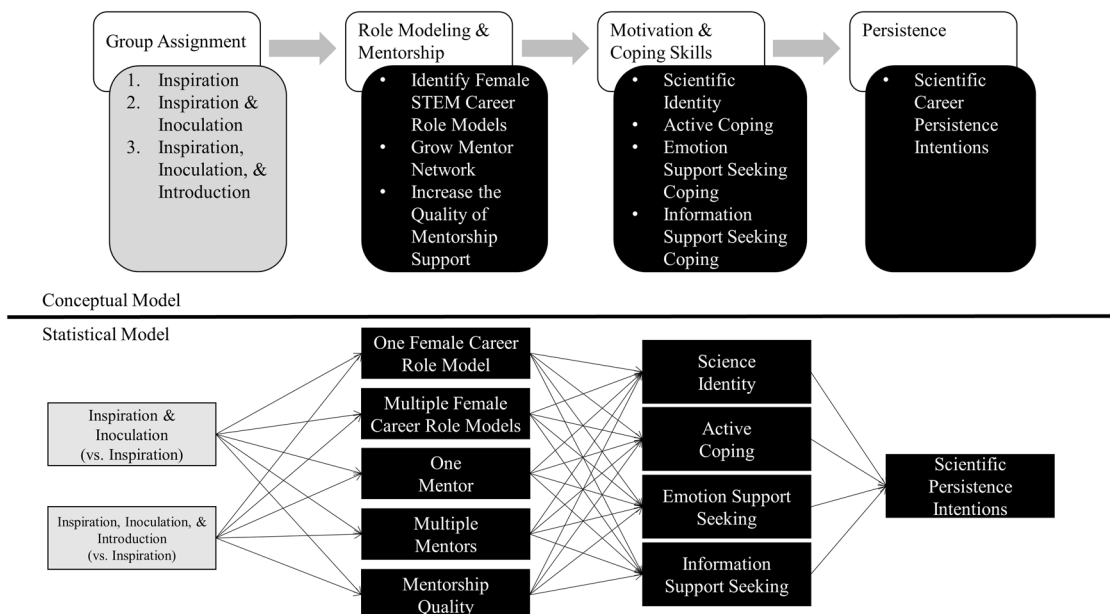 Group Assignment
1. Inspiration
2. Inspiration &
Inoculation
3. Inspiration,
Inoculation, &
Introduction
Role Modeling &
Mentorship
• Identify Female
STEM Career
Role Models
• Grow Mentor
Network
• Increase the
Quality of
Mentorship
Support
Motivation &
Coping Skills
• Scientific
Identity
• Active Coping
• Emotion
Support Seeking
Coping
• Information
Support Seeking
Coping
Persistence
• Scientific
Career
Persistence
Intentions
Conceptual Model
Statistical Model
Inspiration &
Inoculation
(vs. Inspiration)
Inspiration, Inoculation, &
Introduction
(vs. Inspiration)
One Female Career
Role Model
Multiple Female
Career Role Models
One
Mentor
Multiple
Mentors
Mentorship
Quality
Science
Identity
Active
Coping
Emotion Support
Seeking
Information
Support Seeking
Scientific
Persistence
Intentions